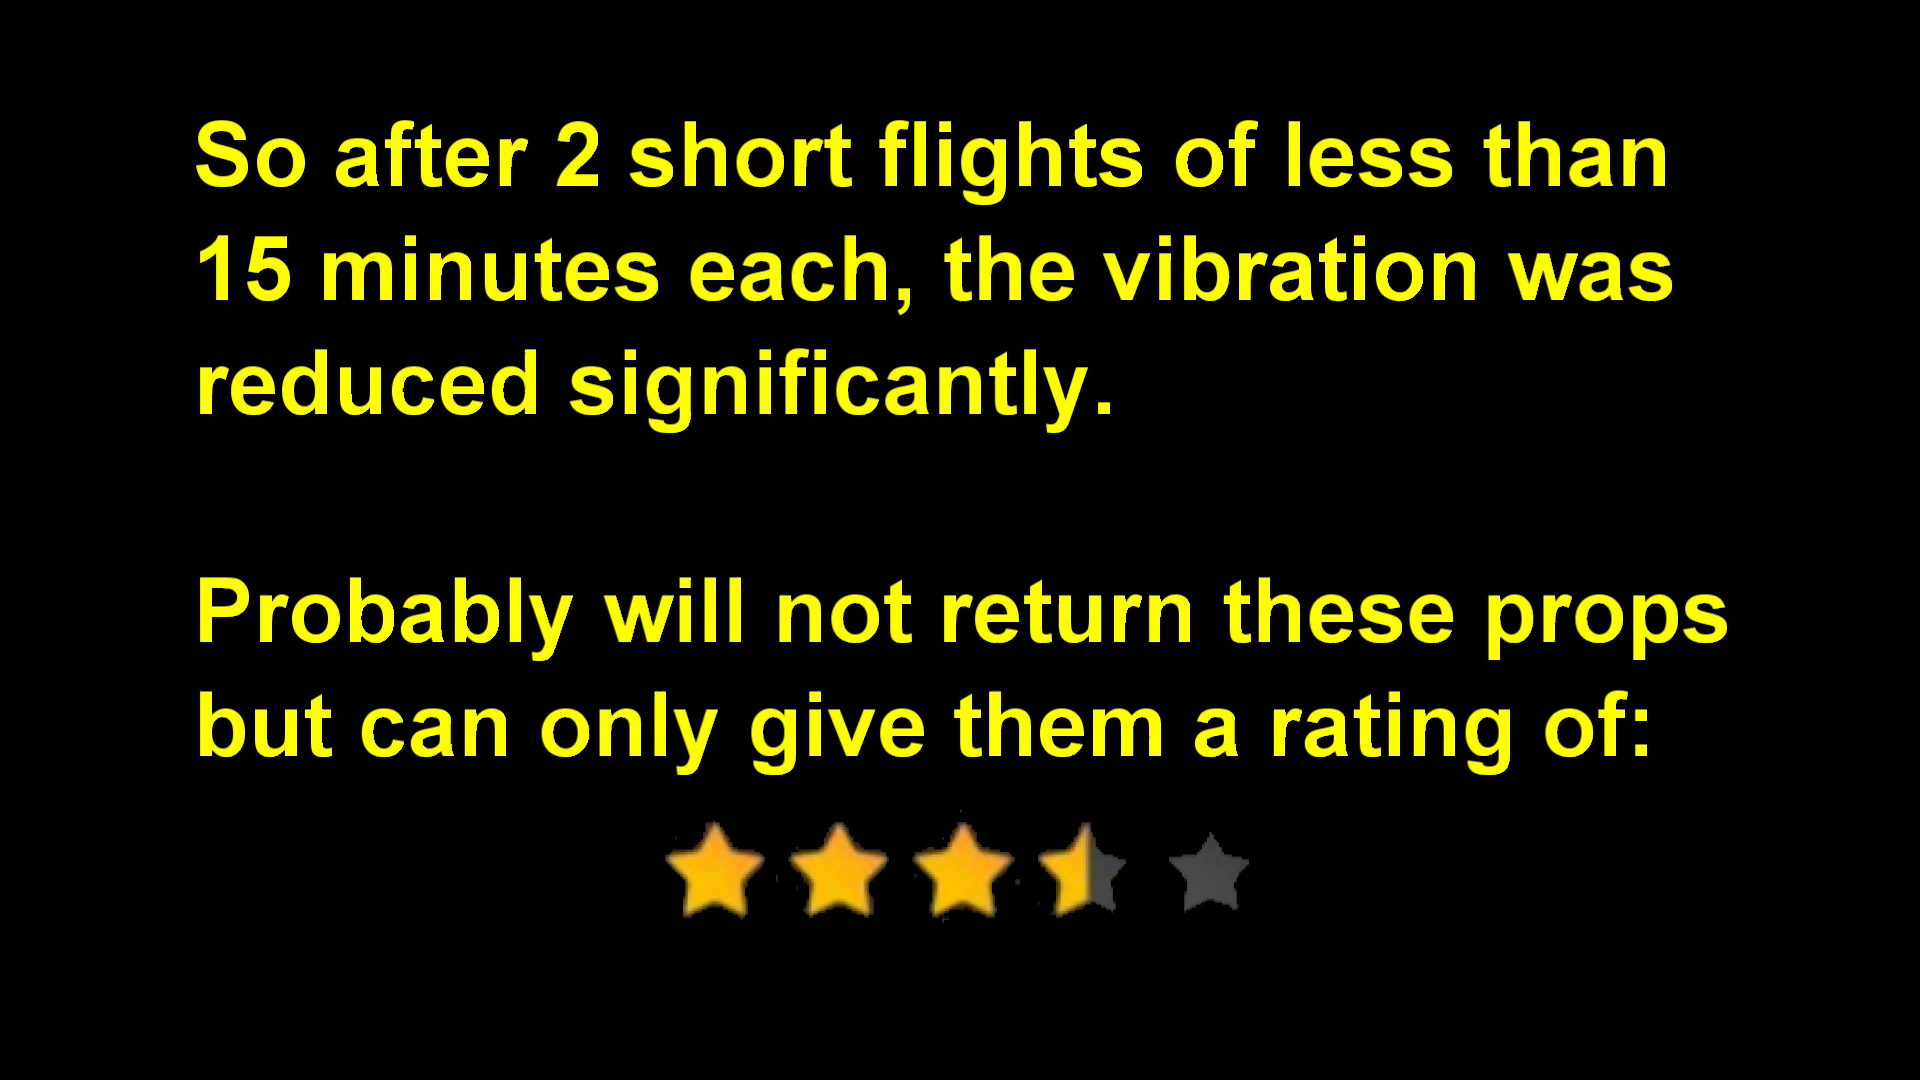 So after 2 short flights of less than
15 minutes each, the vibration was
reduced significantly.
Probably will not return these props
but can only give them a rating of: